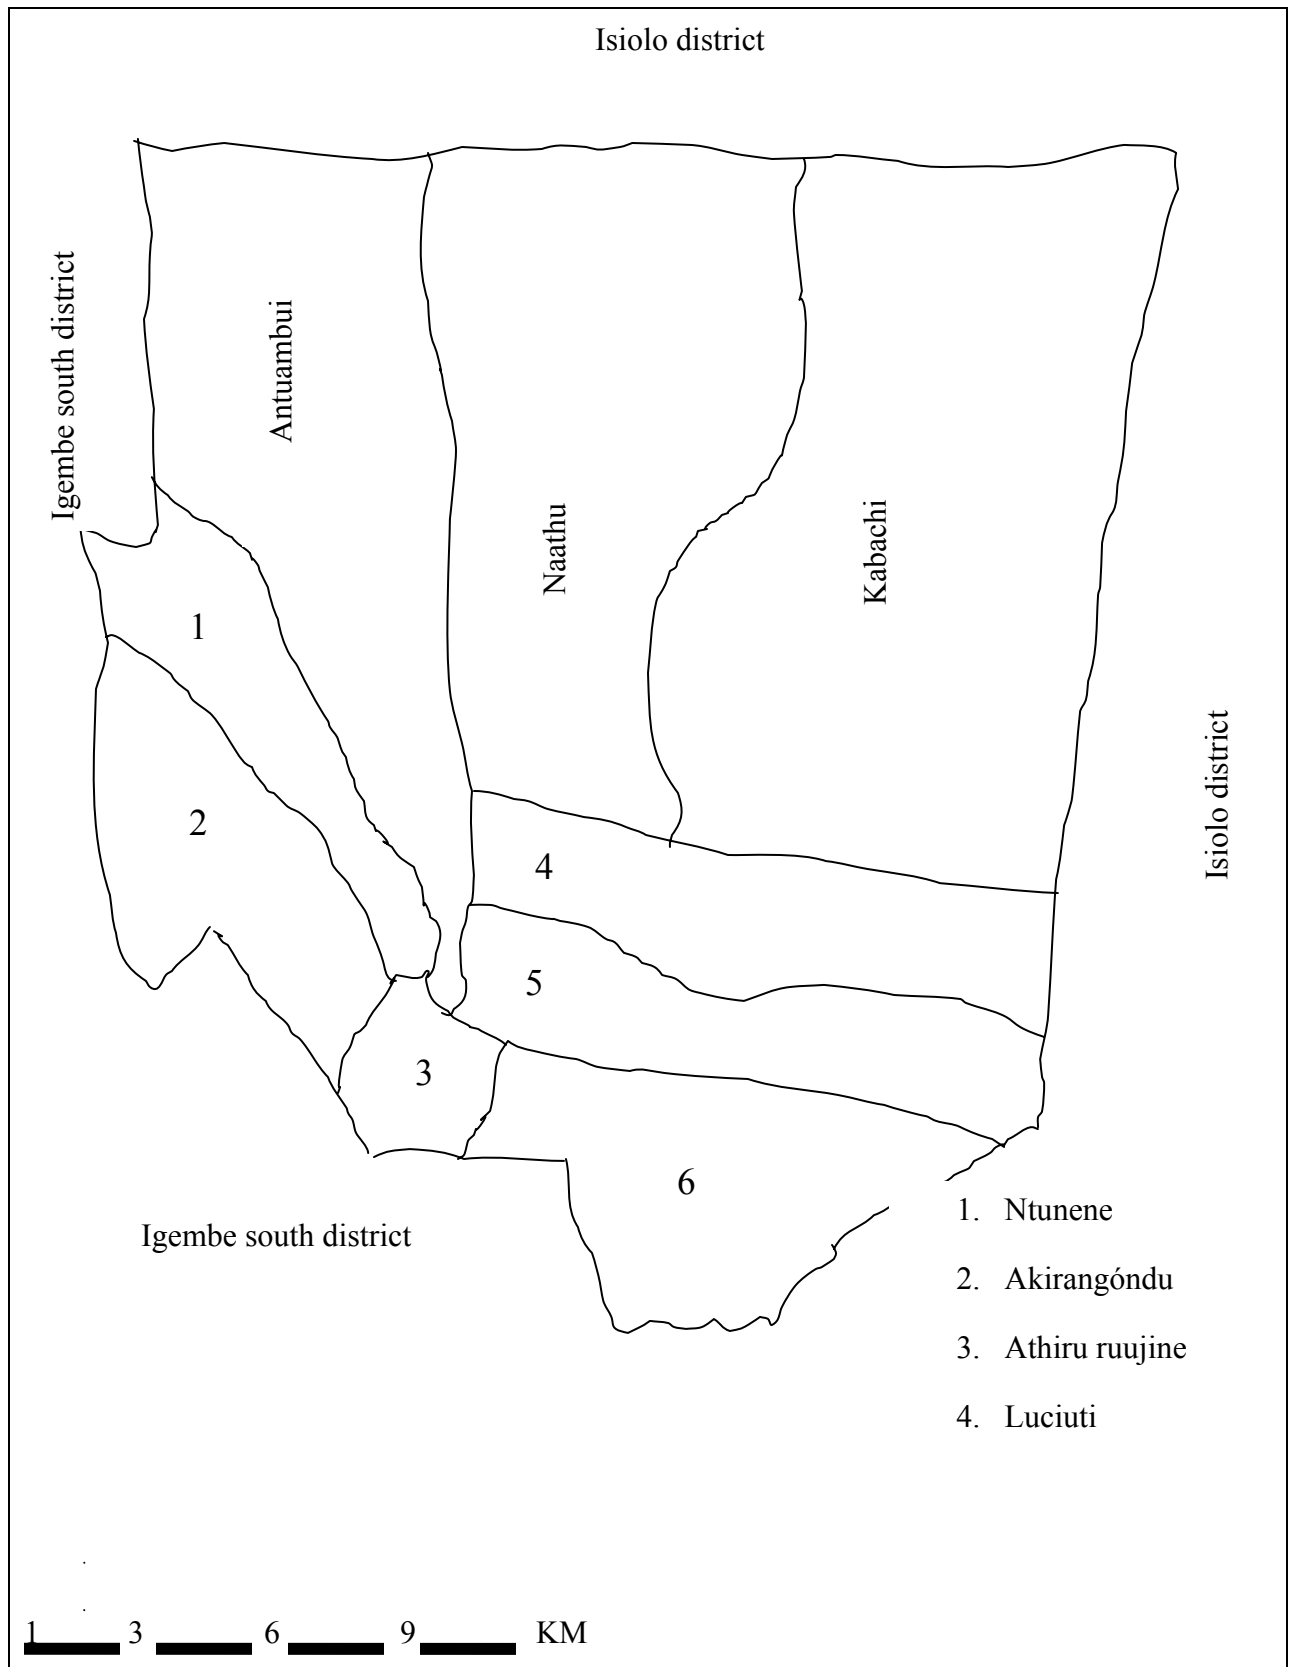 Isiolo district
Igembe south district
Antuambui
Naathu
Kabachi
1
2
4
Isiolo district
5
3
6
Igembe south district
1. Ntunene
2. Akirangóndu
3. Athiru ruujine
4. Luciuti
1 3 6 9 KM